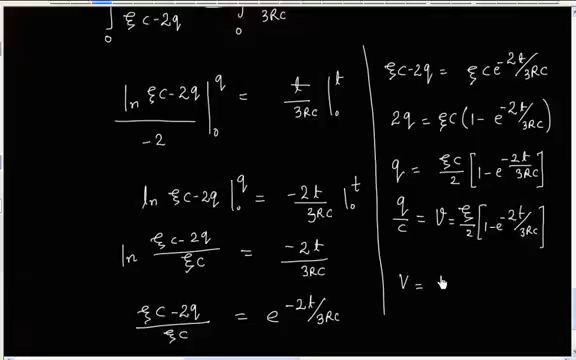 ∫₀ ξC-2q   ∫₀ 3RC
ln ξC-2q / -2 |₀^q = t/3RC |₀^t
ln ξC-2q |₀^q = -2t/3RC |₀^t
ln (ξC-2q)/ξC = -2t/3RC
(ξC-2q)/ξC = e^(-2t/3RC)
ξC-2q = ξC e^(-2t/3RC)
2q = ξC(1 - e^(-2t/3RC))
q = ξC/2 [1-e^(-2t/3RC)]
q/C = V = ξ/2 [1-e^(-2t/3RC)]
V =